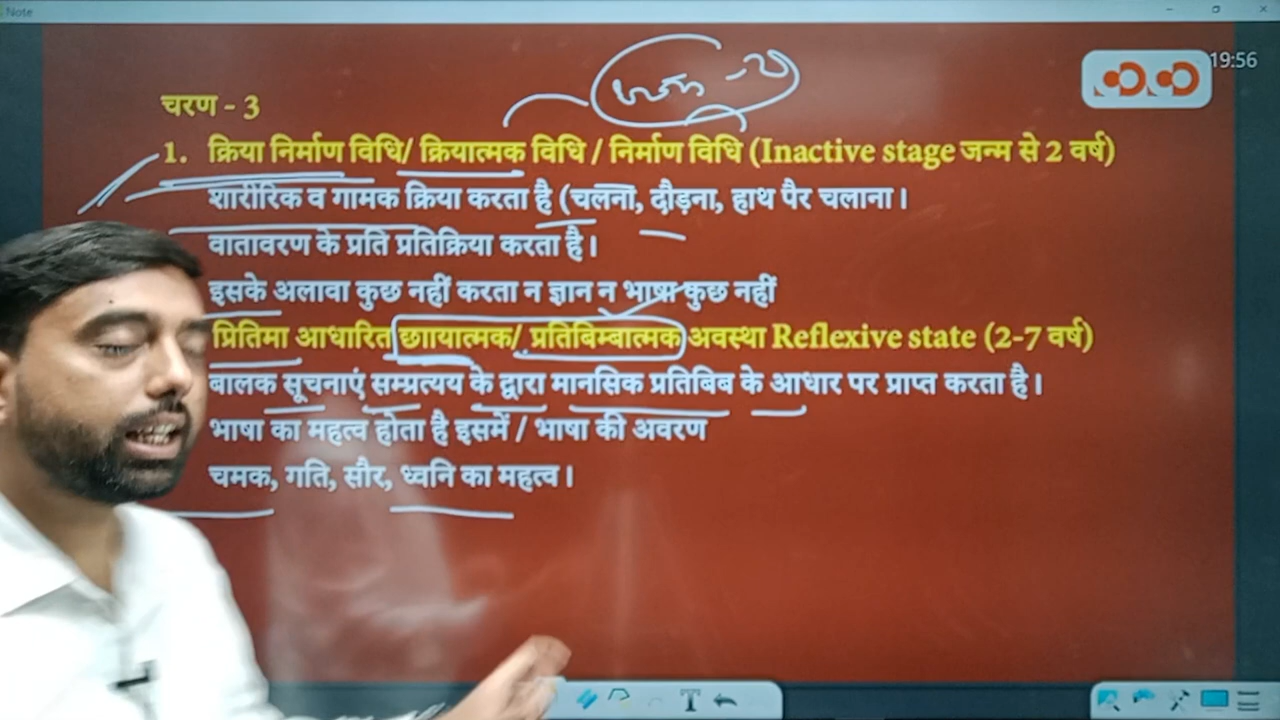 Note
19:56
चरण - 3
1. क्रिया निर्माण विधि/ क्रियात्मक विधि / निर्माण विधि (Inactive stage जन्म से 2 वर्ष)
शारीरिक व गामक क्रिया करता है (चलना, दौड़ना, हाथ पैर चलाना।
वातावरण के प्रति प्रतिक्रिया करता है।
इसके अलावा कुछ नहीं करता न ज्ञान न भाषा कुछ नहीं
प्रितिमा आधारित छाायात्मक/ प्रतिबिम्बात्मक अवस्था Reflexive state (2-7 वर्ष)
बालक सूचनाएं सम्प्रत्यय के द्वारा मानसिक प्रतिबिब के आधार पर प्राप्त करता है।
भाषा का महत्व होता है इसमें / भाषा की अवरण
चमक, गति, सौर, ध्वनि का महत्व।